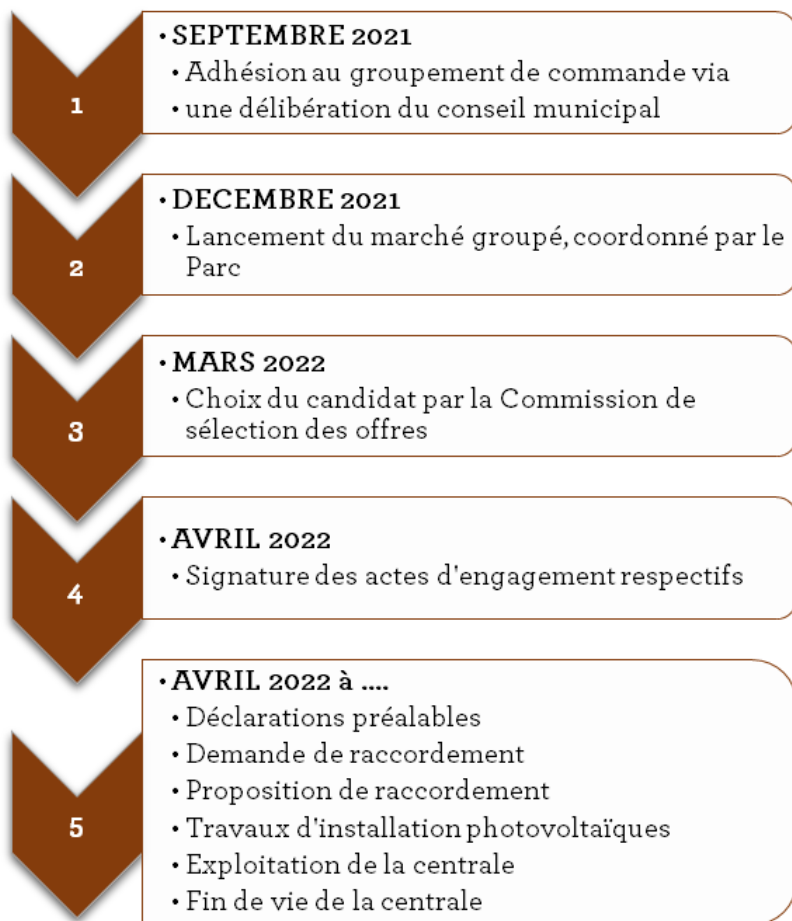 1
• SEPTEMBRE 2021
• Adhésion au groupement de commande via
• une délibération du conseil municipal
2
• DECEMBRE 2021
• Lancement du marché groupé, coordonné par le
Parc
3
• MARS 2022
• Choix du candidat par la Commission de
sélection des offres
4
• AVRIL 2022
• Signature des actes d'engagement respectifs
5
• AVRIL 2022 à ....
• Déclarations préalables
• Demande de raccordement
• Proposition de raccordement
• Travaux d'installation photovoltaïques
• Exploitation de la centrale
• Fin de vie de la centrale